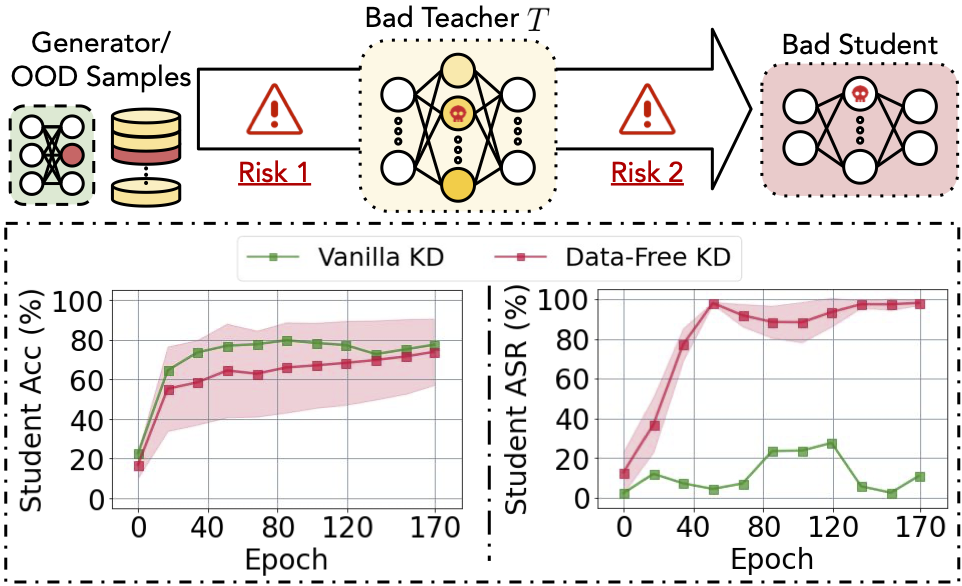 Generator/
OOD Samples
Bad Teacher T
Bad Student
Risk 1
Risk 2
Vanilla KD
Data-Free KD
Student Acc (%)
100
80
60
40
20
0
0 40 80 120 170
Epoch
Student ASR (%)
100
80
60
40
20
0
0 40 80 120 170
Epoch